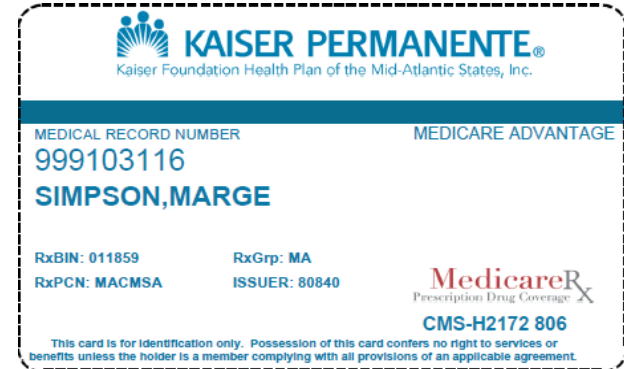 KAISER PERMANENTE®
Kaiser Foundation Health Plan of the Mid-Atlantic States, Inc.
MEDICAL RECORD NUMBER MEDICARE ADVANTAGE
999103116
SIMPSON,MARGE
RxBIN: 011859 RxGrp: MA
RxPCN: MACMSA ISSUER: 80840
MedicareRx
Prescription Drug Coverage
CMS-H2172 806
This card is for identification only. Possession of this card confers no right to services or
benefits unless the holder is a member complying with all provisions of an applicable agreement.